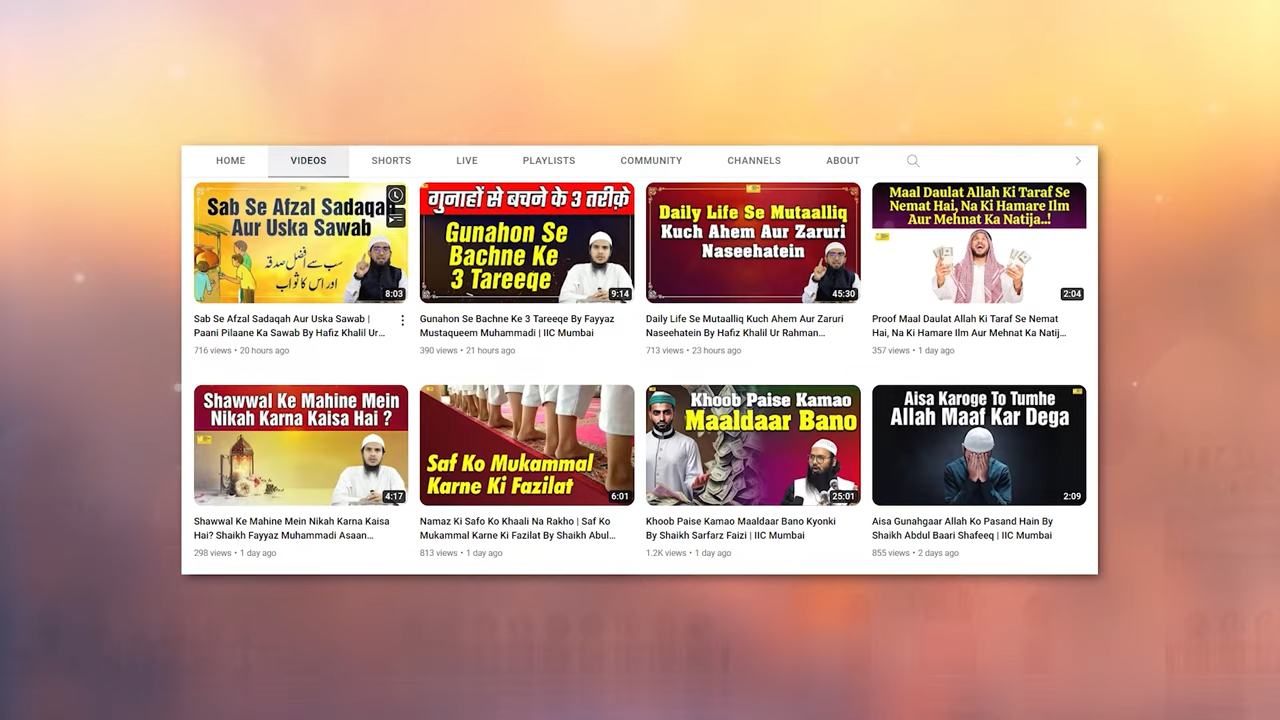 HOME VIDEOS SHORTS LIVE PLAYLISTS COMMUNITY CHANNELS ABOUT
Sab Se Afzal Sadaqah
Aur Uska Sawab
سب سے افضل صدقہ
اور اس کا ثواب
8:03
गुनाहों से बचने के 3 तरीक़े
Gunahon Se
Bachne Ke
3 Tareeqe
9:14
Daily Life Se Mutaalliq
Kuch Ahem Aur Zaruri
Naseehatein
45:30
Maal Daulat Allah Ki Taraf Se
Nemat Hai, Na Ki Hamare Ilm
Aur Mehnat Ka Natija..!
2:04
Sab Se Afzal Sadaqah Aur Uska Sawab |
Paani Pilaane Ka Sawab By Hafiz Khalil Ur...
716 views • 20 hours ago
Gunahon Se Bachne Ke 3 Tareeqe By Fayyaz
Mustaqueem Muhammadi | IIC Mumbai
390 views • 21 hours ago
Daily Life Se Mutaalliq Kuch Ahem Aur Zaruri
Naseehatein By Hafiz Khalil Ur Rahman...
713 views • 23 hours ago
Proof Maal Daulat Allah Ki Taraf Se Nemat
Hai, Na Ki Hamare Ilm Aur Mehnat Ka Natij...
357 views • 1 day ago
Shawwal Ke Mahine Mein
Nikah Karna Kaisa Hai ?
4:17
Saf Ko Mukammal
Karne Ki Fazilat
6:01
Khoob Paise Kamao
Maaldaar Bano
25:01
Aisa Karoge To Tumhe
Allah Maaf Kar Dega
2:09
Shawwal Ke Mahine Mein Nikah Karna Kaisa
Hai? Shaikh Fayyaz Muhammadi Asaan...
298 views • 1 day ago
Namaz Ki Safo Ko Khaali Na Rakho | Saf Ko
Mukammal Karne Ki Fazilat By Shaikh Abul...
813 views • 1 day ago
Khoob Paise Kamao Maaldaar Bano Kyonki
By Shaikh Sarfarz Faizi | IIC Mumbai
1.2K views • 1 day ago
Aisa Gunahgaar Allah Ko Pasand Hain By
Shaikh Abdul Baari Shafeeq | IIC Mumbai
855 views • 2 days ago